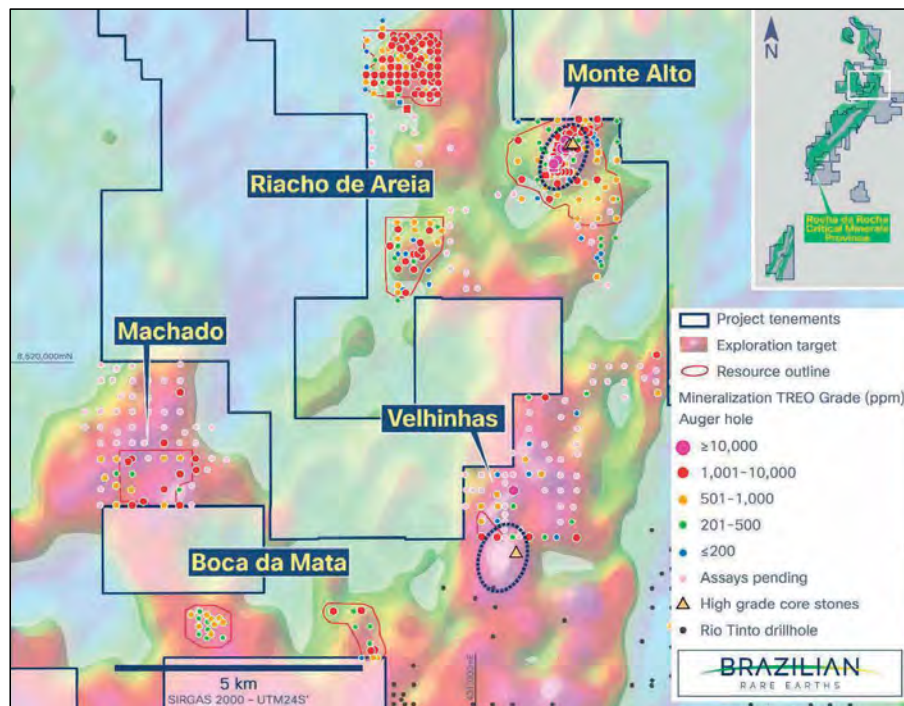 Monte Alto
N
Riacho de Areia
Rocha da Rocha
Critical Minerals
Province
Machado
8,520,000mN
Velhinhas
Boca da Mata
Project tenements
Exploration target
Resource outline
Mineralization TREO Grade (ppm)
Auger hole
≥10,000
1,001-10,000
501-1,000
201-500
≤200
Assays pending
High grade core stones
Rio Tinto drillhole
5 km
SIRGAS 2000 - UTM24S'
BRAZILIAN
RARE EARTHS